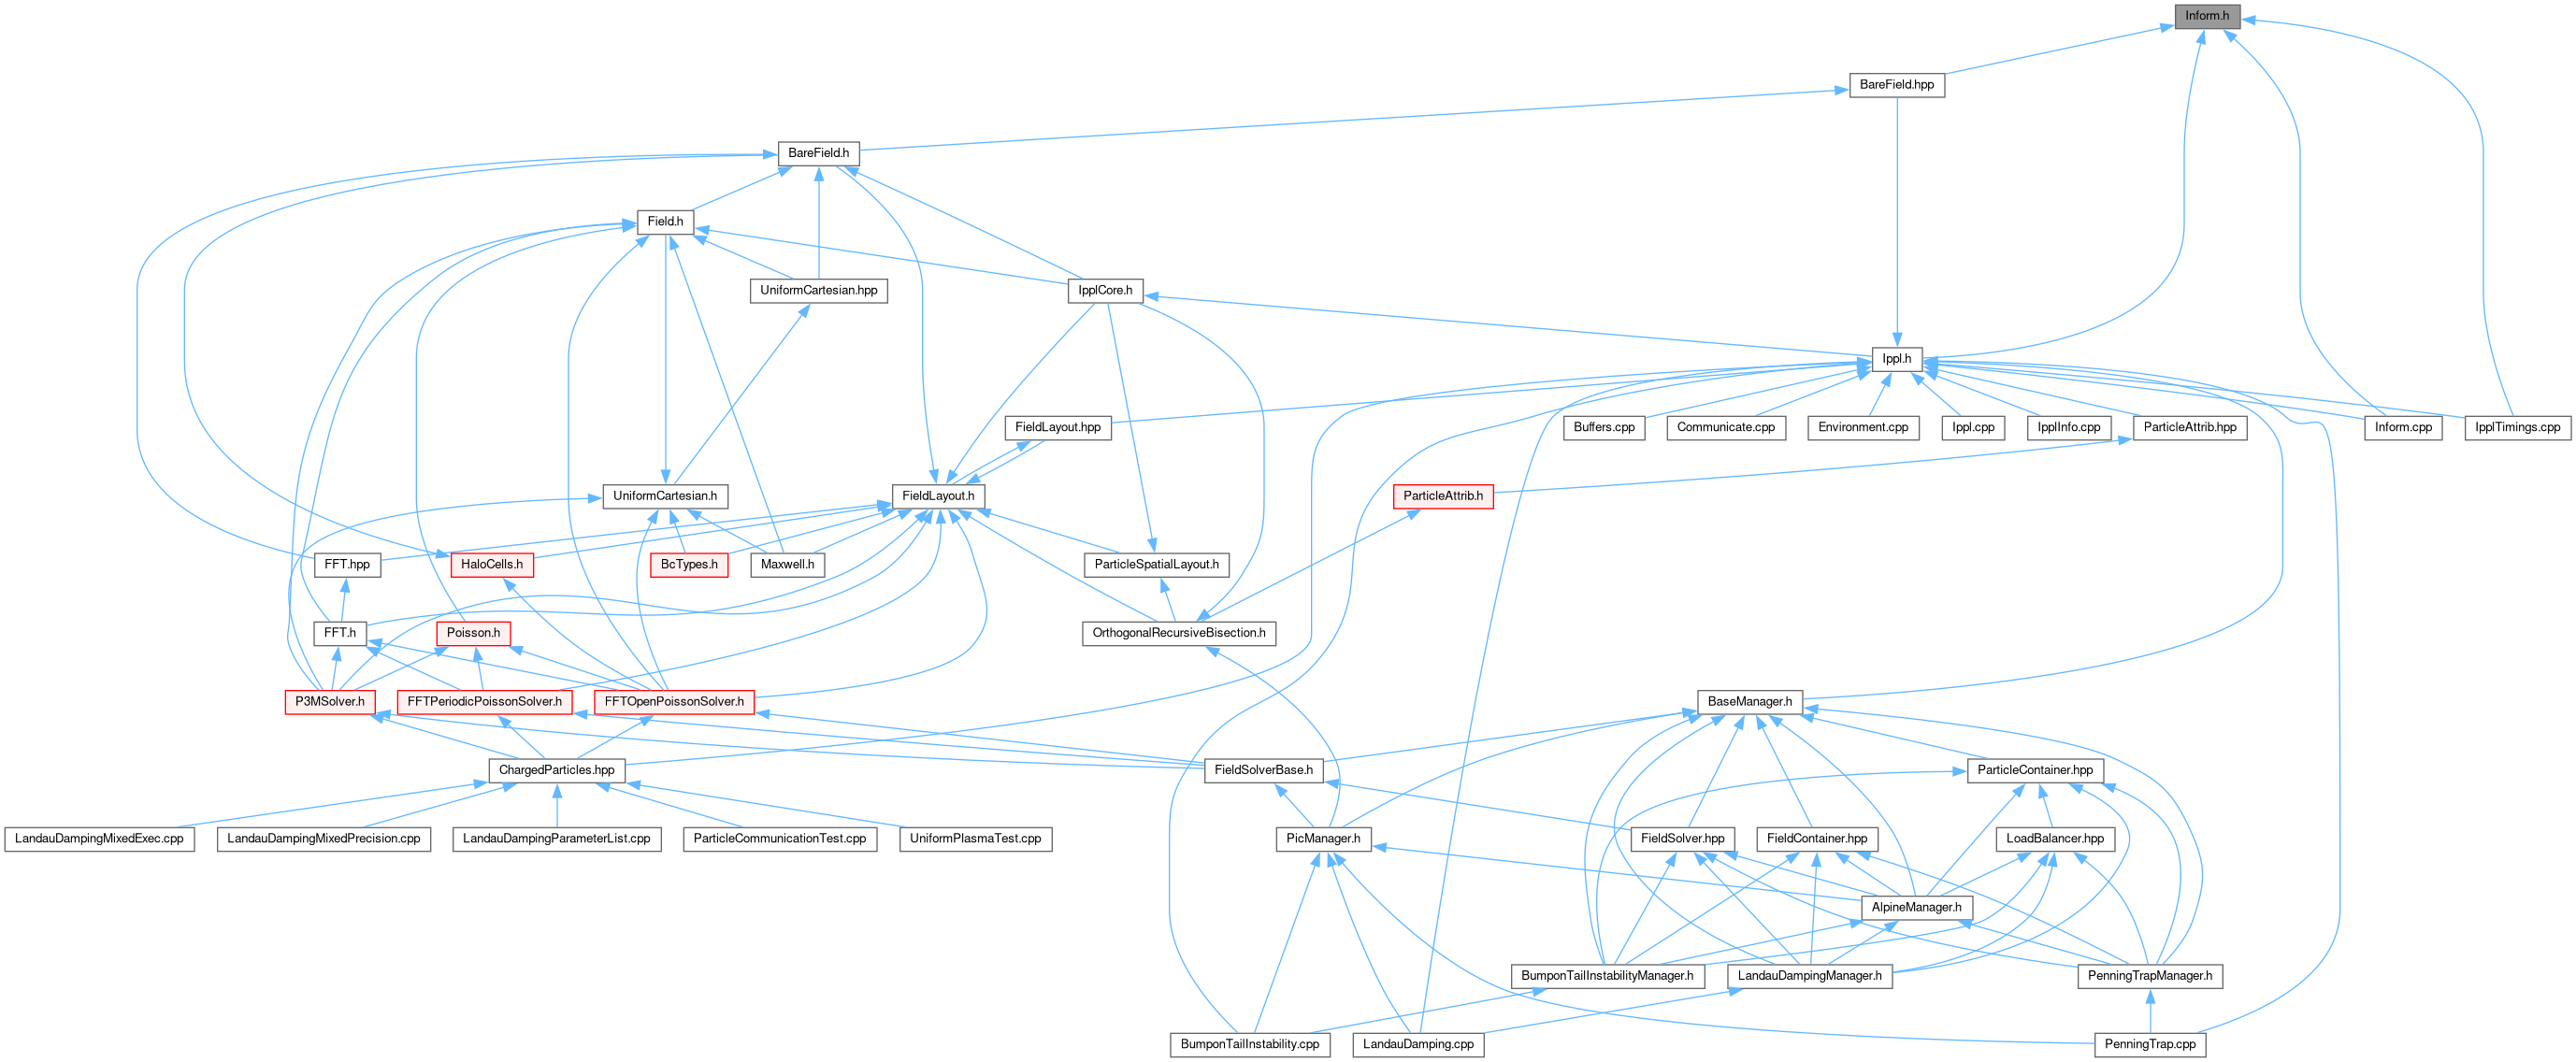 Inform.h
BareField.hpp
BareField.h
Field.h
UniformCartesian.hpp
IpplCore.h
Ippl.h
FieldLayout.hpp
Buffers.cpp
Communicate.cpp
Environment.cpp
Ippl.cpp
IpplInfo.cpp
ParticleAttrib.hpp
Inform.cpp
IpplTimings.cpp
UniformCartesian.h
FieldLayout.h
ParticleAttrib.h
FFT.hpp
HaloCells.h
BcTypes.h
Maxwell.h
ParticleSpatialLayout.h
FFT.h
Poisson.h
OrthogonalRecursiveBisection.h
P3MSolver.h
FFTPeriodicPoissonSolver.h
FFTOpenPoissonSolver.h
BaseManager.h
ChargedParticles.hpp
FieldSolverBase.h
ParticleContainer.hpp
LandauDampingMixedExec.cpp
LandauDampingMixedPrecision.cpp
LandauDampingParameterList.cpp
ParticleCommunicationTest.cpp
UniformPlasmaTest.cpp
PicManager.h
FieldSolver.hpp
FieldContainer.hpp
LoadBalancer.hpp
AlpineManager.h
BumponTailInstabilityManager.h
LandauDampingManager.h
PenningTrapManager.h
BumponTailInstability.cpp
LandauDamping.cpp
PenningTrap.cpp